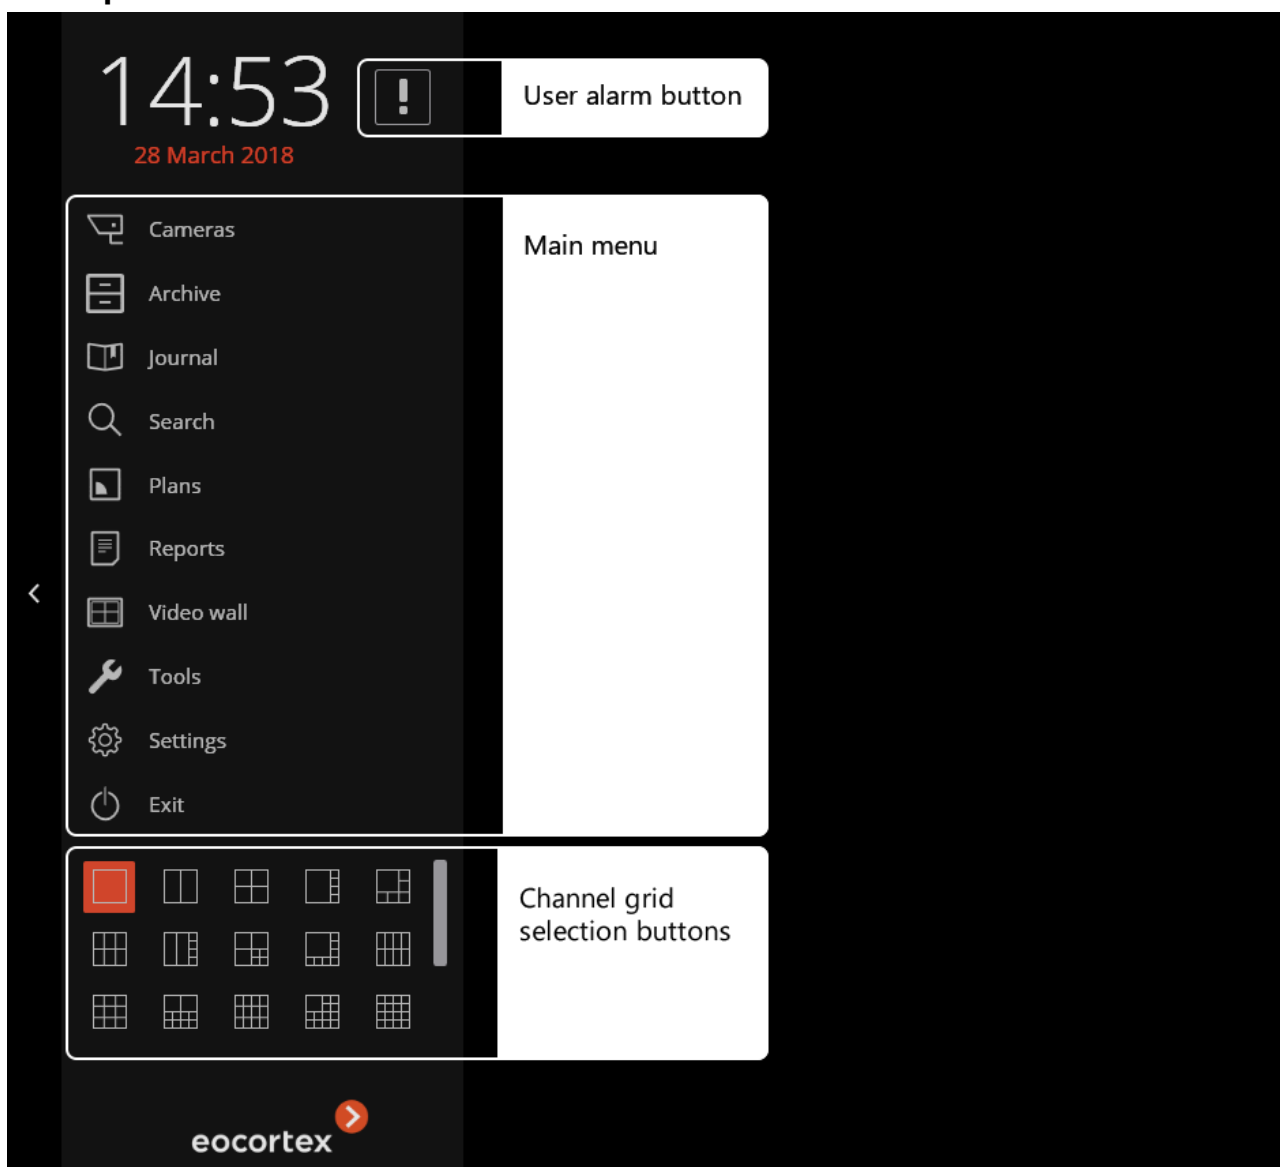 14:53
User alarm button
28 March 2018
Cameras
Main menu
Archive
Journal
Search
Plans
Reports
Video wall
Tools
Settings
Exit
Channel grid
selection buttons
eocortex